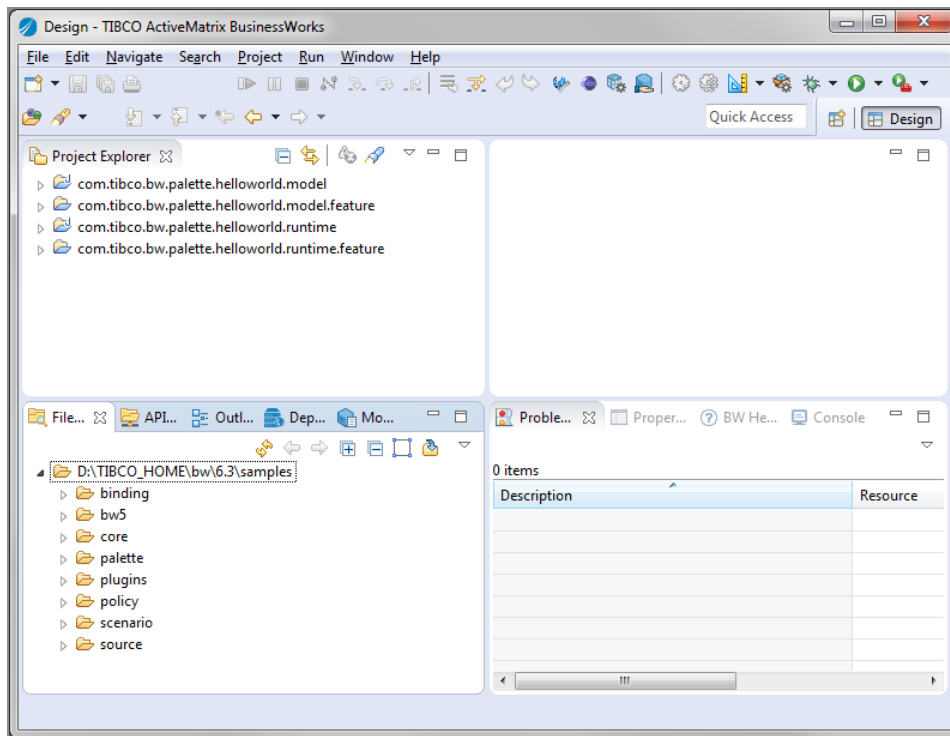 Design - TIBCO ActiveMatrix BusinessWorks
File Edit Navigate Search Project Run Window Help
Quick Access
Design
Project Explorer
com.tibco.bw.palette.helloworld.model
com.tibco.bw.palette.helloworld.model.feature
com.tibco.bw.palette.helloworld.runtime
com.tibco.bw.palette.helloworld.runtime.feature
File... API... Outl... Dep... Mo...
D:\TIBCO_HOME\bw\6.3\samples
binding
bw5
core
palette
plugins
policy
scenario
source
Proble... Proper... BW He... Console
0 items
Description Resource